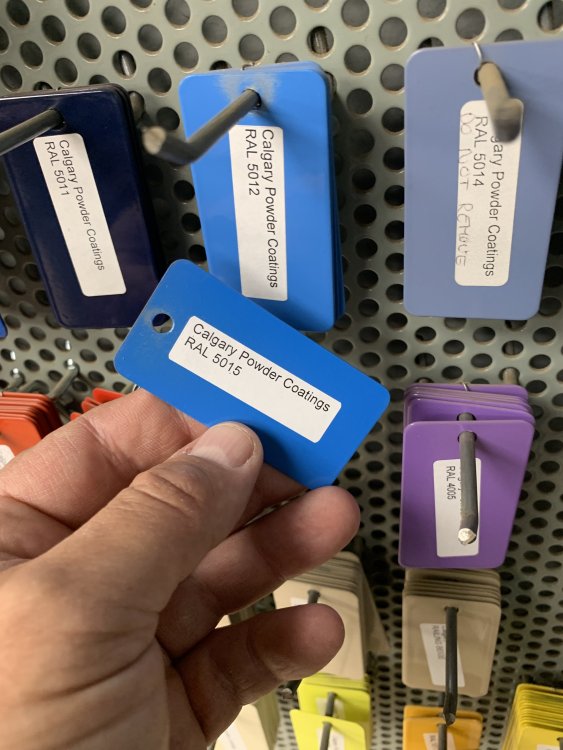 Calgary Powder Coatings
RAL 5011
Calgary Powder Coatings
RAL 5012
gary Powder Coatings
RAL 5014
DO NOT REMOVE
Calgary Powder Coatings
RAL 5015
RAL 4005